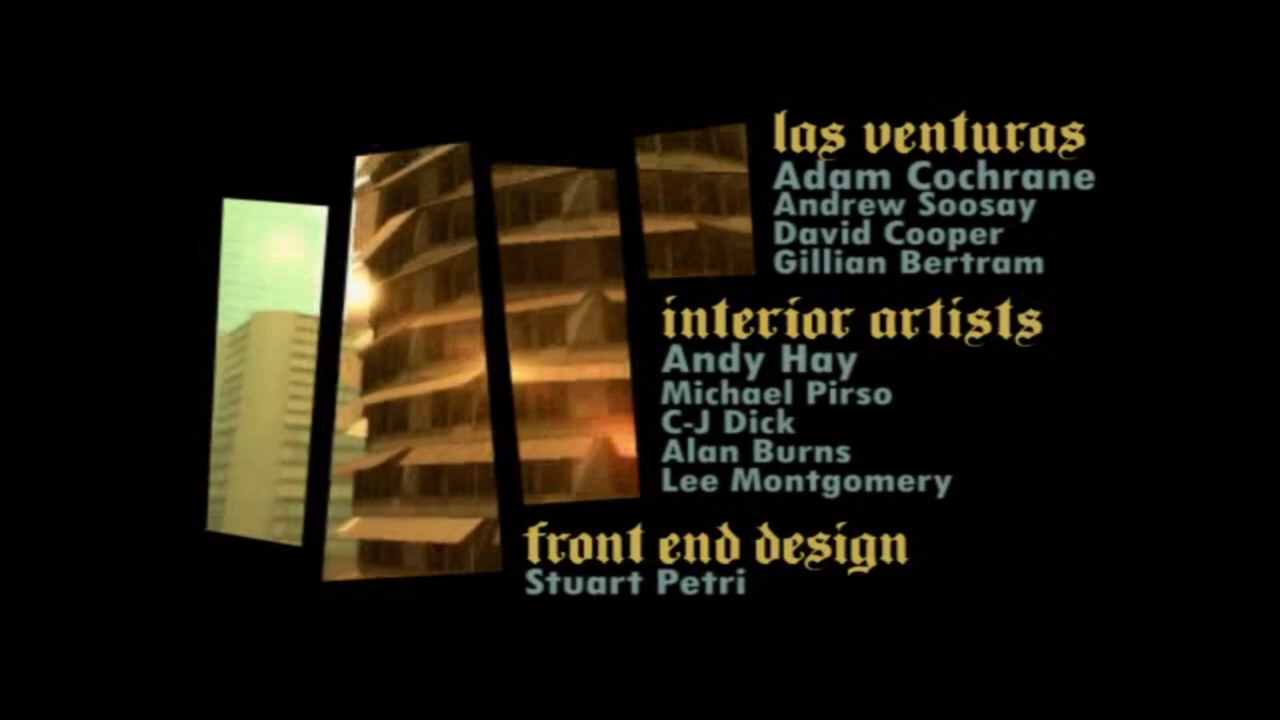 las venturas
Adam Cochrane
Andrew Soosay
David Cooper
Gillian Bertram
interior artists
Andy Hay
Michael Pirso
C-J Dick
Alan Burns
Lee Montgomery
front end design
Stuart Petri